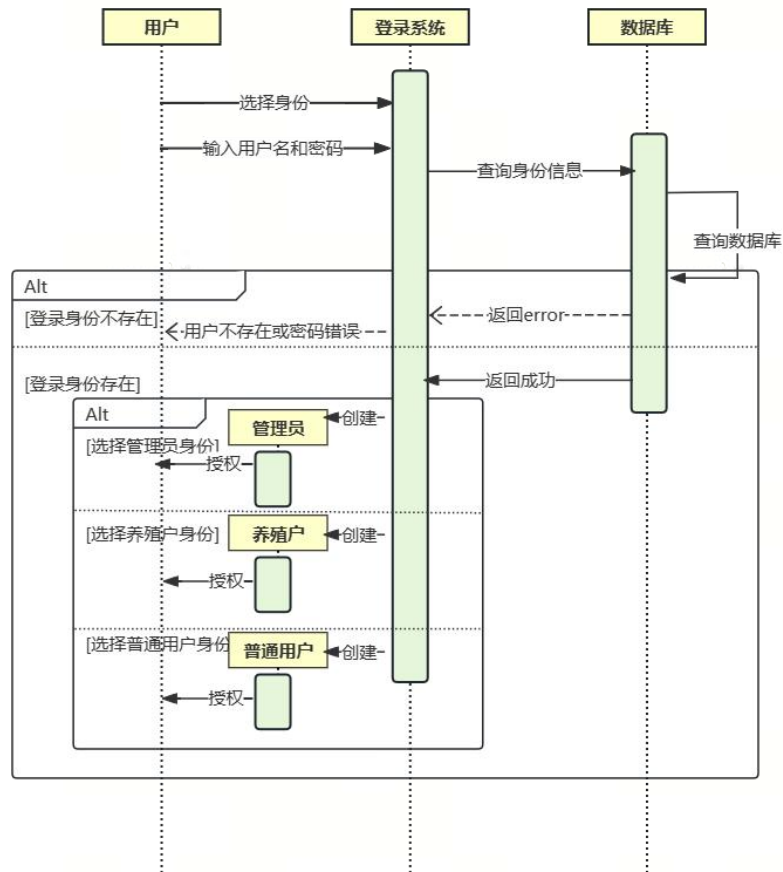 用户
登录系统
数据库
选择身份
输入用户名和密码
查询身份信息
查询数据库
Alt
[登录身份不存在]
返回error
用户不存在或密码错误
[登录身份存在]
返回成功
Alt
管理员
创建
[选择管理员身份]
授权
[选择养殖户身份]
养殖户
创建
授权
[选择普通用户身份
普通用户
创建
授权